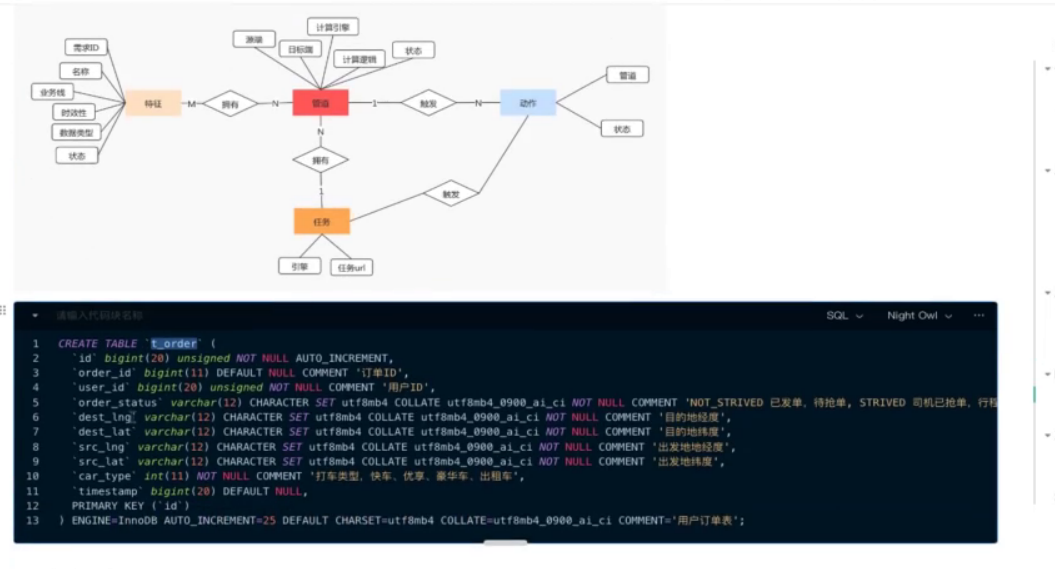 计算引擎
源端
目标端
状态
计算逻辑
需求ID
名称
业务线
时效性
数据类型
状态
特征
M
拥有
N
管道
1
触发
N
动作
管道
状态
N
拥有
1
触发
任务
引擎
任务url
请输入代码块名称
SQL
Night Owl
1 CREATE TABLE `t_order` (
2 `id` bigint(20) unsigned NOT NULL AUTO_INCREMENT,
3 `order_id` bigint(11) DEFAULT NULL COMMENT '订单ID',
4 `user_id` bigint(20) unsigned NOT NULL COMMENT '用户ID',
5 `order_status` varchar(12) CHARACTER SET utf8mb4 COLLATE utf8mb4_0900_ai_ci NOT NULL COMMENT 'NOT_STRIVED 已发单、待抢单, STRIVED 司机已抢单、行程
6 `dest_lng` varchar(12) CHARACTER SET utf8mb4 COLLATE utf8mb4_0900_ai_ci NOT NULL COMMENT '目的地经度',
7 `dest_lat` varchar(12) CHARACTER SET utf8mb4 COLLATE utf8mb4_0900_ai_ci NOT NULL COMMENT '目的地纬度',
8 `src_lng` varchar(12) CHARACTER SET utf8mb4 COLLATE utf8mb4_0900_ai_ci NOT NULL COMMENT '出发地地经度',
9 `src_lat` varchar(12) CHARACTER SET utf8mb4 COLLATE utf8mb4_0900_ai_ci NOT NULL COMMENT '出发地纬度',
10 `car_type` int(11) NOT NULL COMMENT '打车类型, 快车、优享、豪华车、出租车',
11 `timestamp` bigint(20) DEFAULT NULL,
12 PRIMARY KEY (`id`)
13 ) ENGINE=InnoDB AUTO_INCREMENT=25 DEFAULT CHARSET=utf8mb4 COLLATE=utf8mb4_0900_ai_ci COMMENT='用户订单表';